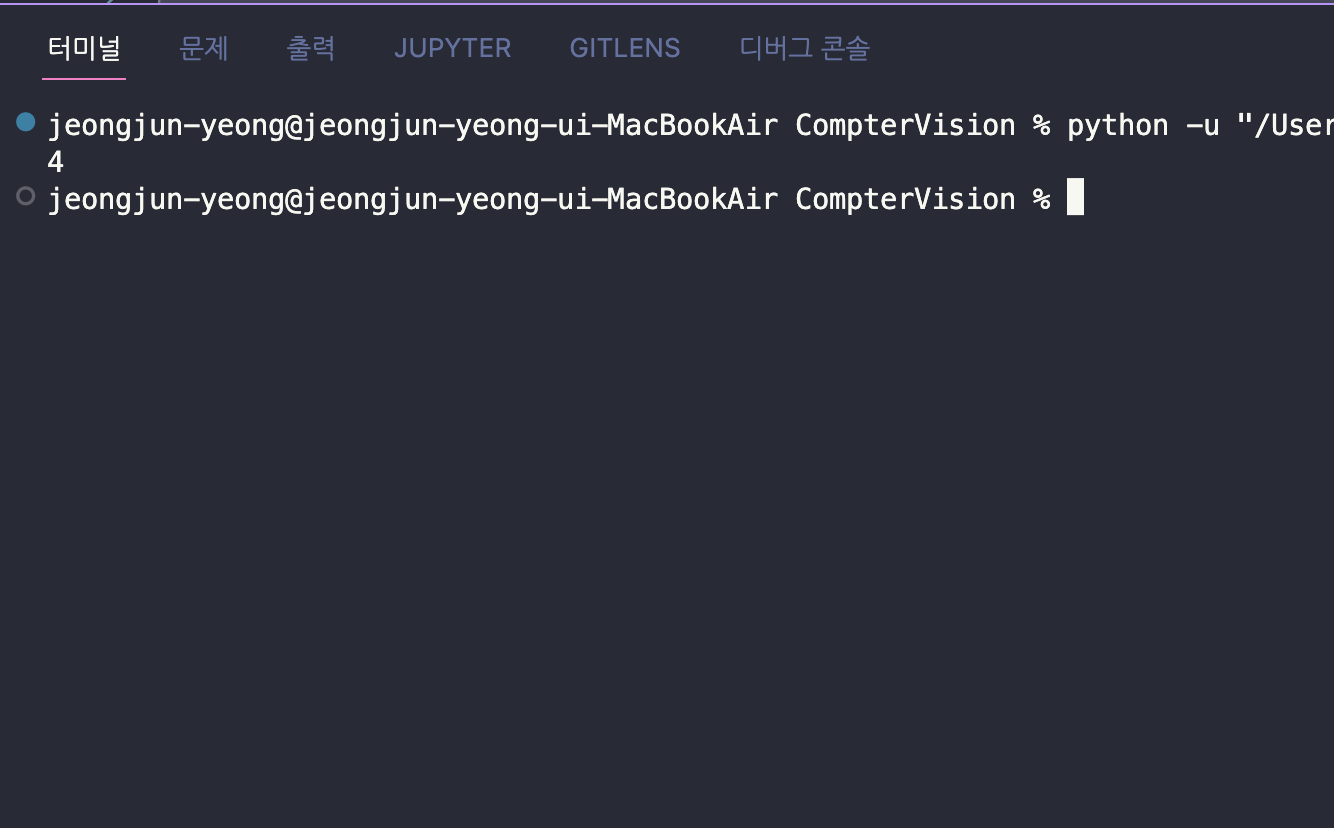 터미널 문제 출력 JUPYTER GITLENS 디버그 콘솔
jeongjun-yeong@jeongjun-yeong-ui-MacBookAir CompterVision % python -u "/User
4
jeongjun-yeong@jeongjun-yeong-ui-MacBookAir CompterVision %